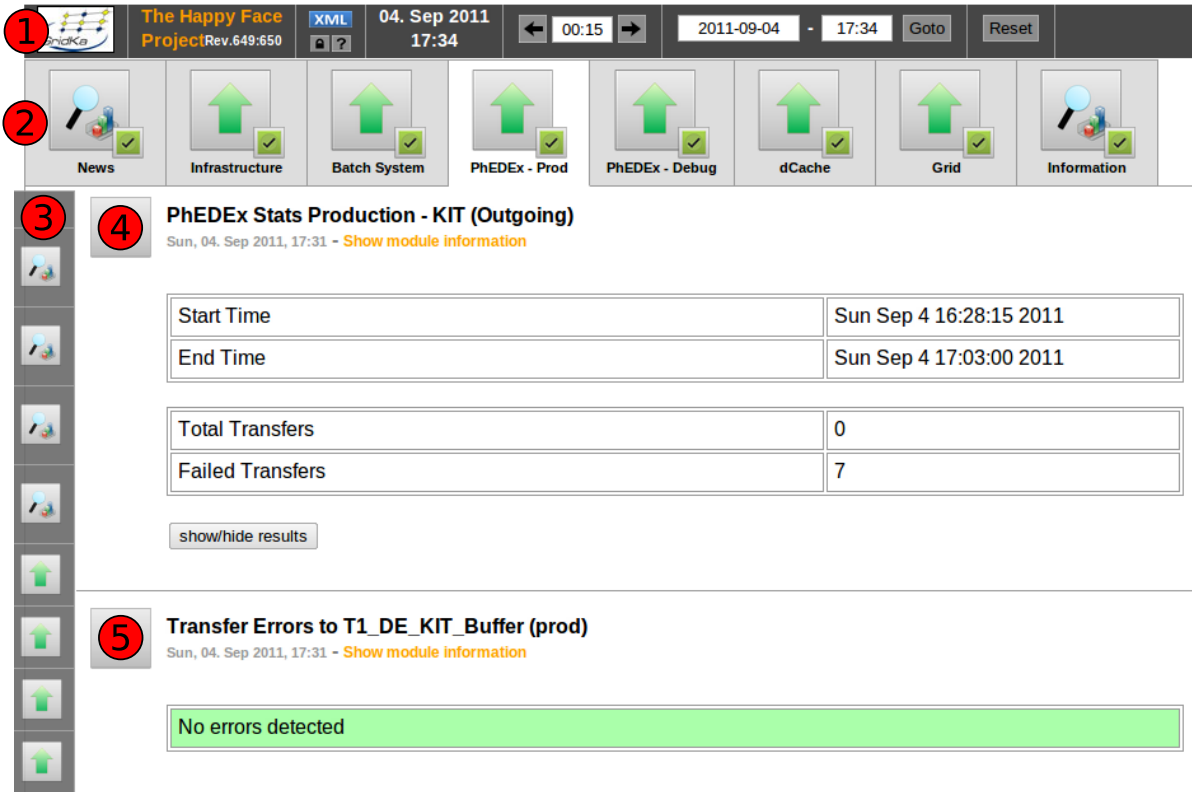 1
GridKa
The Happy Face
ProjectRev.649:650
XML
?
04. Sep 2011
17:34
00:15
2011-09-04 - 17:34 Goto Reset
2
News
Infrastructure
Batch System
PhEDEx - Prod
PhEDEx - Debug
dCache
Grid
Information
3
4
PhEDEx Stats Production - KIT (Outgoing)
Sun, 04. Sep 2011, 17:31 - Show module information
Start Time Sun Sep 4 16:28:15 2011
End Time Sun Sep 4 17:03:00 2011
Total Transfers 0
Failed Transfers 7
show/hide results
5
Transfer Errors to T1_DE_KIT_Buffer (prod)
Sun, 04. Sep 2011, 17:31 - Show module information
No errors detected